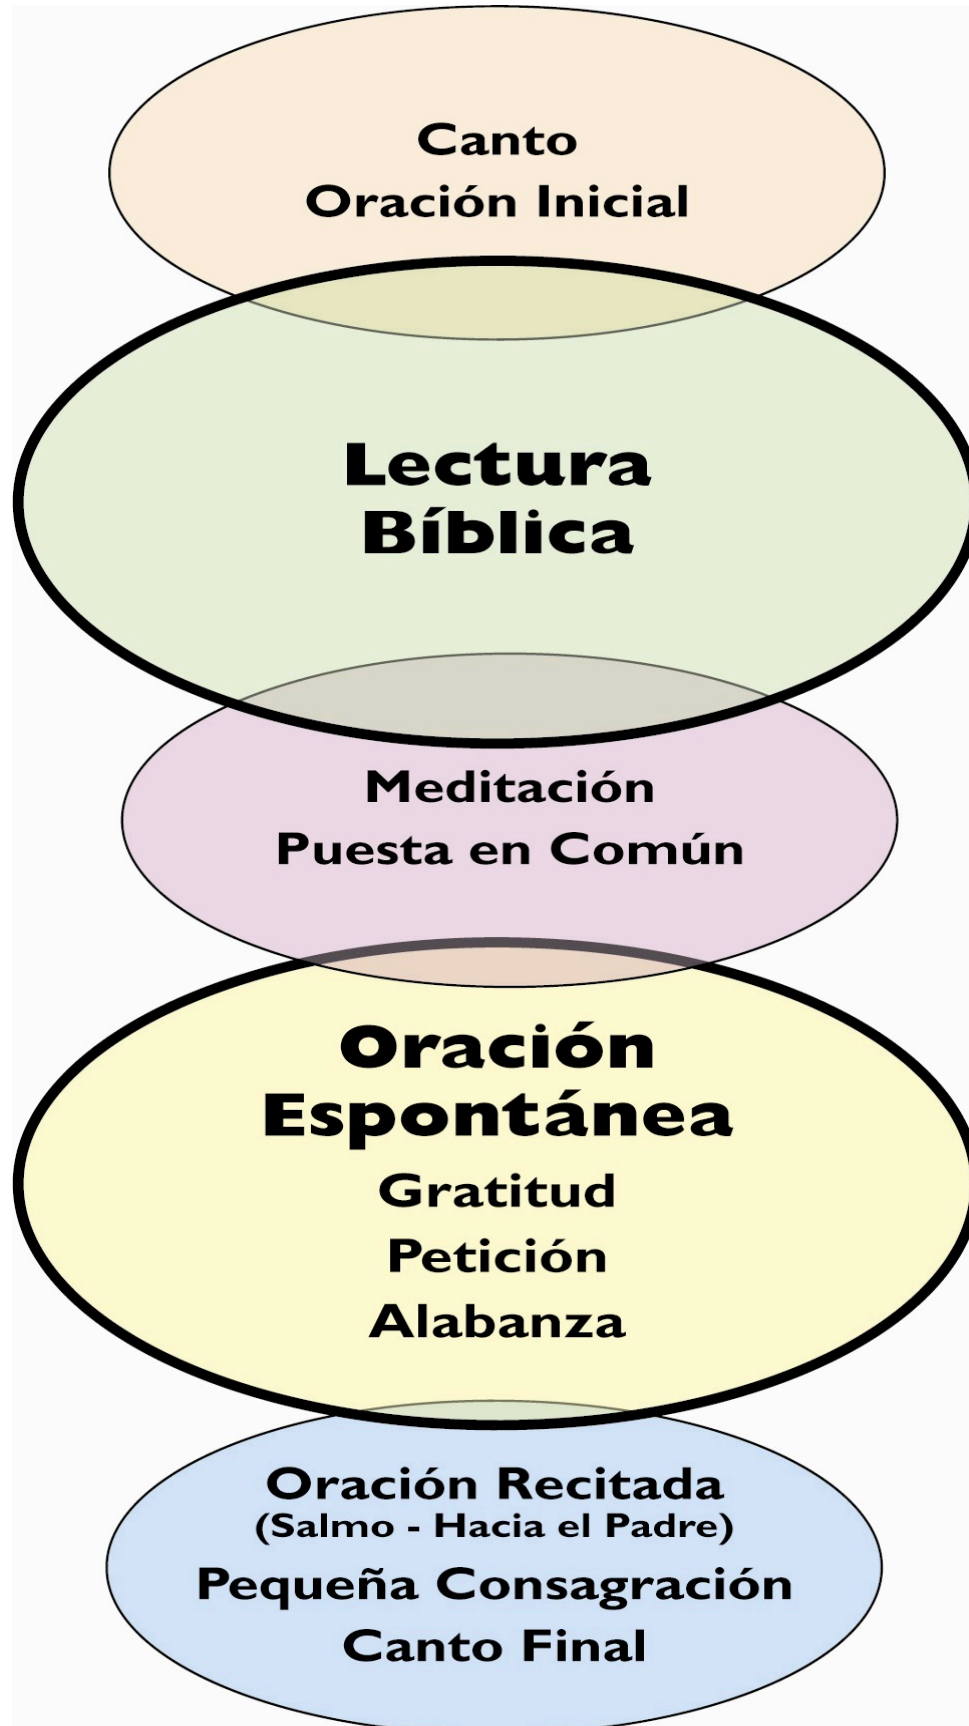 Canto
Oración Inicial
Lectura
Bíblica
Meditación
Puesta en Común
Oración
Espontánea
Gratitud
Petición
Alabanza
Oración Recitada
(Salmo - Hacia el Padre)
Pequeña Consagración
Canto Final